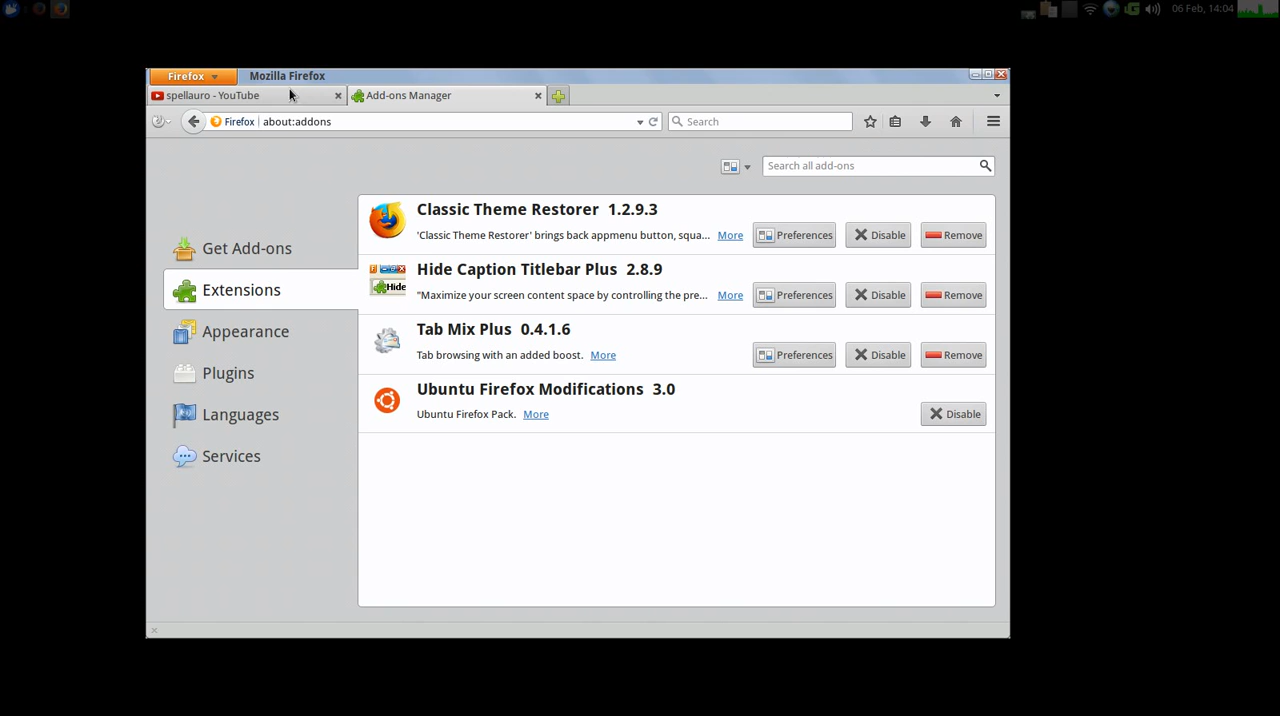 06 Feb, 14:04
Firefox
Mozilla Firefox
spellauro - YouTube
Add-ons Manager
Firefox
about:addons
Search
Search all add-ons
Get Add-ons
Extensions
Appearance
Plugins
Languages
Services
Classic Theme Restorer 1.2.9.3
'Classic Theme Restorer' brings back appmenu button, squa... More
Preferences
Disable
Remove
Hide
Hide Caption Titlebar Plus 2.8.9
"Maximize your screen content space by controlling the pre... More
Preferences
Disable
Remove
Tab Mix Plus 0.4.1.6
Tab browsing with an added boost. More
Preferences
Disable
Remove
Ubuntu Firefox Modifications 3.0
Ubuntu Firefox Pack. More
Disable